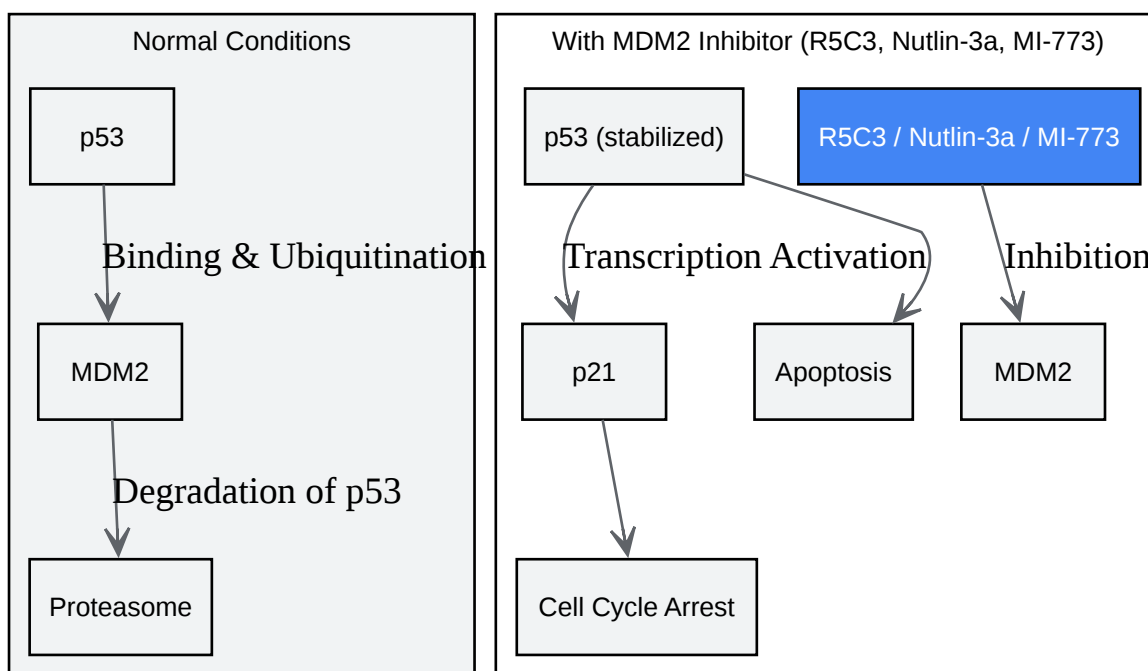 Normal Conditions
p53
Binding & Ubiquitination
MDM2
Degradation of p53
Proteasome
With MDM2 Inhibitor (R5C3, Nutlin-3a, MI-773)
p53 (stabilized)
R5C3 / Nutlin-3a / MI-773
Transcription Activation
Inhibition
p21
Apoptosis
MDM2
Cell Cycle Arrest